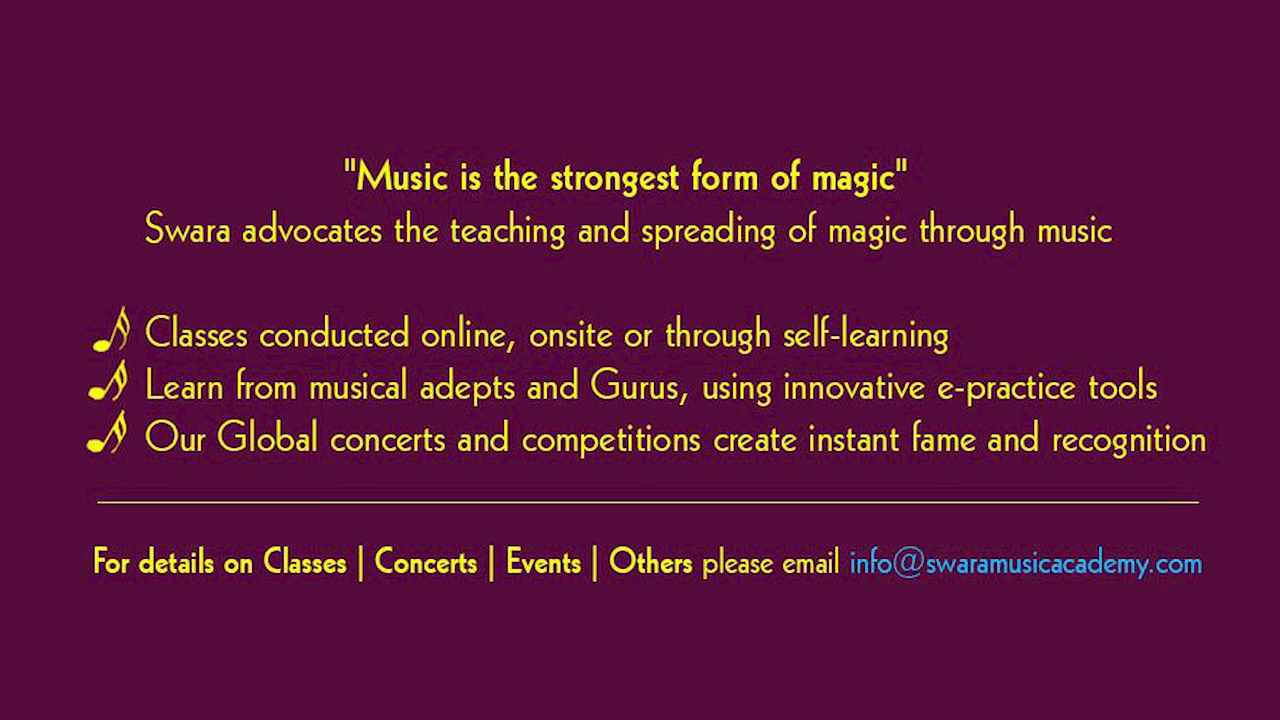 "Music is the strongest form of magic"
Swara advocates the teaching and spreading of magic through music
Classes conducted online, onsite or through self-learning
Learn from musical adepts and Gurus, using innovative e-practice tools
Our Global concerts and competitions create instant fame and recognition
For details on Classes | Concerts | Events | Others please email info@swaramusicacademy.com